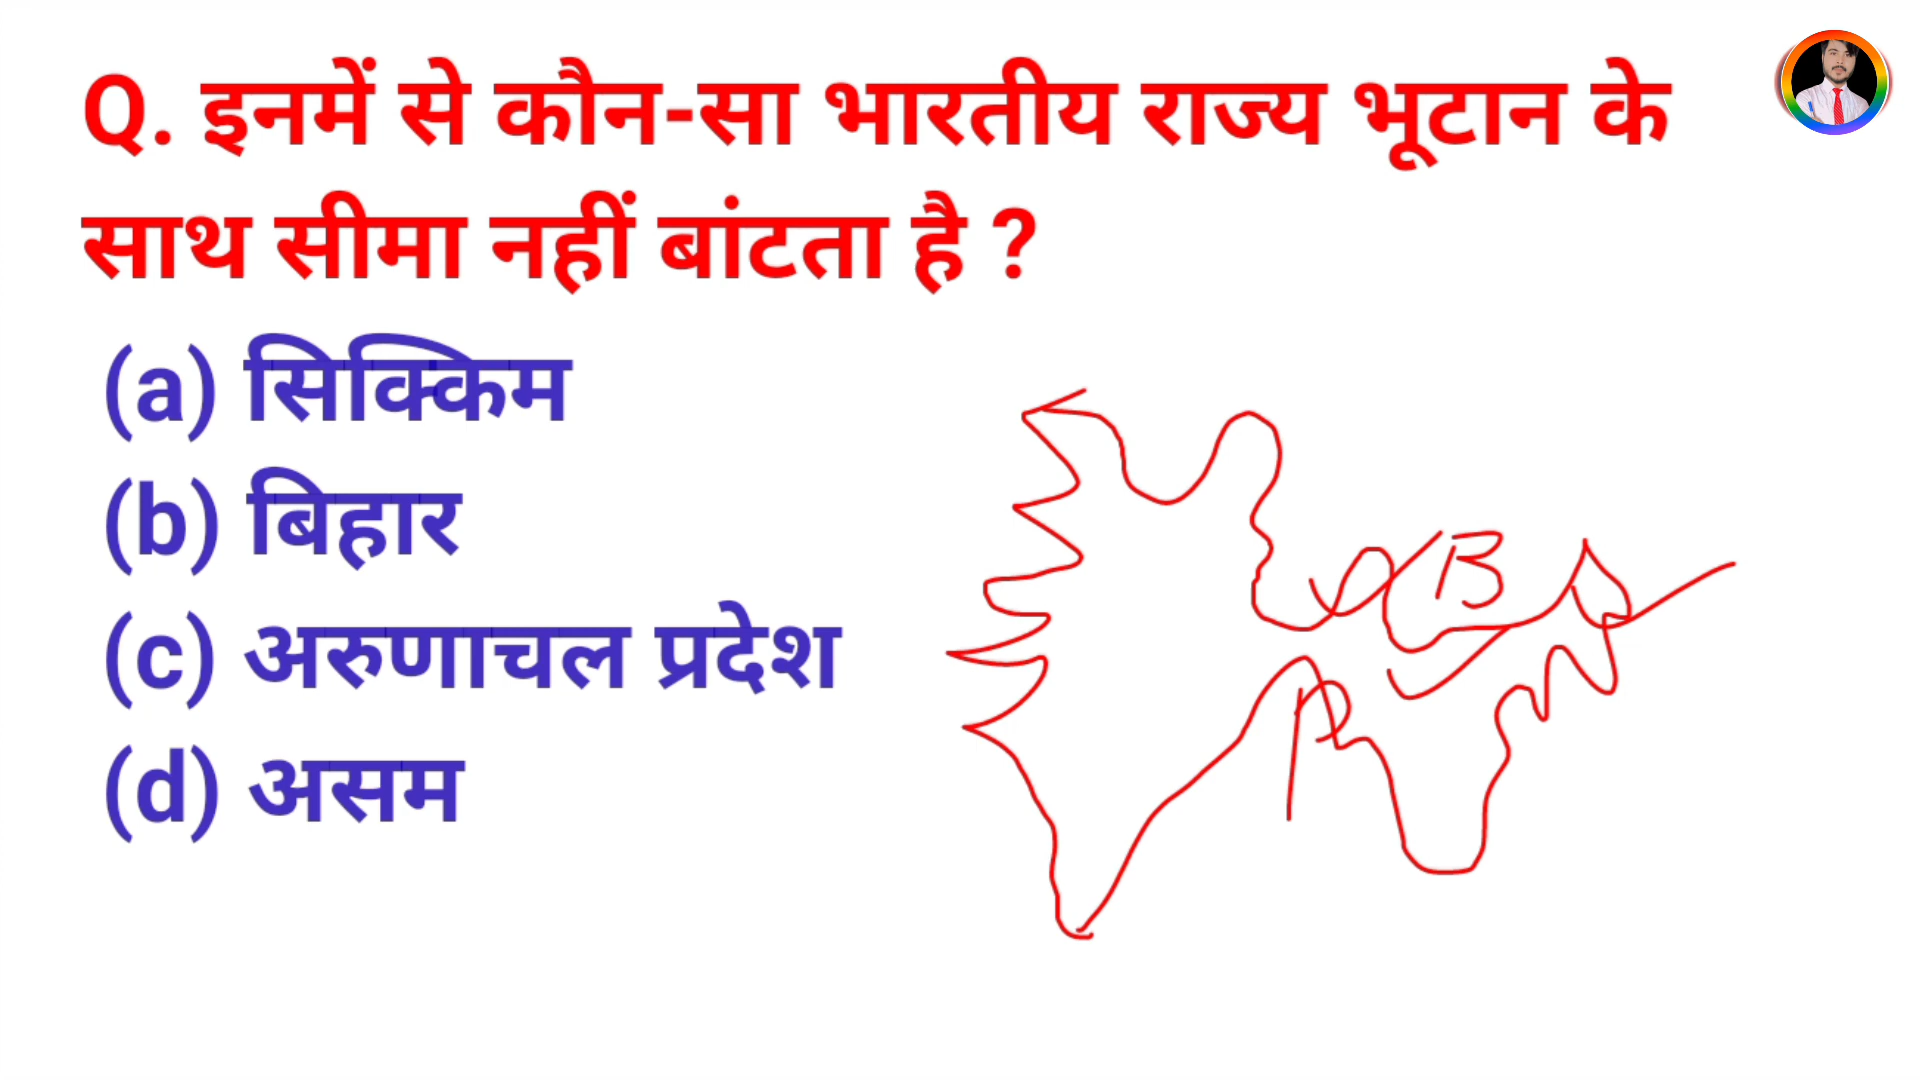 Q. इनमें से कौन-सा भारतीय राज्य भूटान के
साथ सीमा नहीं बांटता है ?
(a) सिक्किम
(b) बिहार
(c) अरुणाचल प्रदेश
(d) असम
B